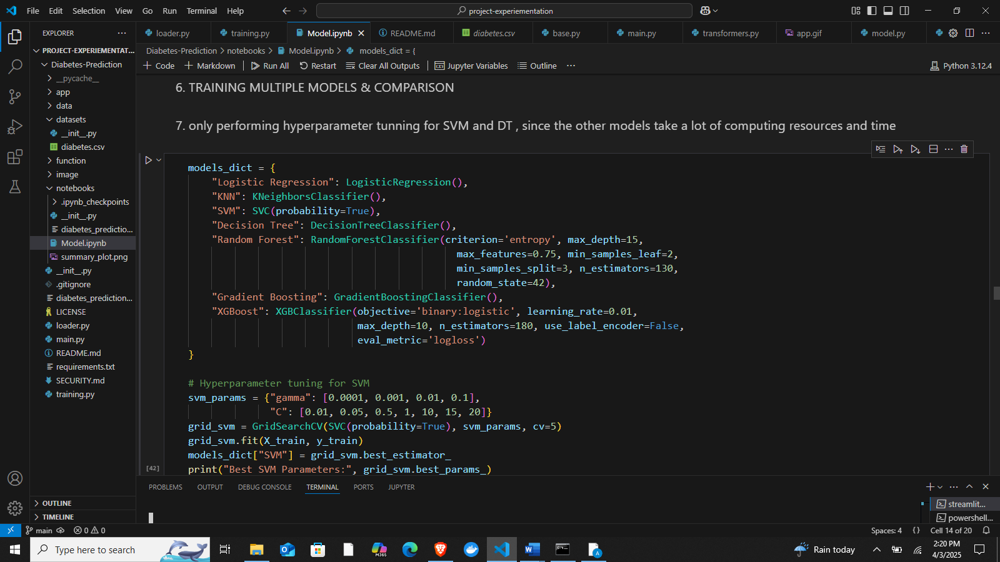 File Edit Selection View Go Run Terminal Help
project-experiementation
EXPLORER
loader.py training.py Model.ipynb README.md diabetes.csv base.py main.py transformers.py app.gif model.py
PROJECT-EXPERIEMENTAT...
Diabetes-Prediction > notebooks > Model.ipynb > models_dict = {
Code Markdown Run All Restart Clear All Outputs Jupyter Variables Outline Python 3.12.4
Diabetes-Prediction
__pycache__
app
data
datasets
__init__.py
diabetes.csv
function
image
notebooks
.ipynb_checkpoints
__init__.py
diabetes_predictio...
Model.ipynb
summary_plot.png
__init__.py
.gitignore
diabetes_prediction...
LICENSE
loader.py
main.py
README.md
requirements.txt
SECURITY.md
training.py
OUTLINE
TIMELINE
6. TRAINING MULTIPLE MODELS & COMPARISON
7. only performing hyperparameter tunning for SVM and DT , since the other models take a lot of computing resources and time
models_dict = {
"Logistic Regression": LogisticRegression(),
"KNN": KNeighborsClassifier(),
"SVM": SVC(probability=True),
"Decision Tree": DecisionTreeClassifier(),
"Random Forest": RandomForestClassifier(criterion='entropy', max_depth=15,
max_features=0.75, min_samples_leaf=2,
min_samples_split=3, n_estimators=130,
random_state=42),
"Gradient Boosting": GradientBoostingClassifier(),
"XGBoost": XGBClassifier(objective='binary:logistic', learning_rate=0.01,
max_depth=10, n_estimators=180, use_label_encoder=False,
eval_metric='logloss')
}
# Hyperparameter tuning for SVM
svm_params = {"gamma": [0.0001, 0.001, 0.01, 0.1],
"C": [0.01, 0.05, 0.5, 1, 10, 15, 20]}
grid_svm = GridSearchCV(SVC(probability=True), svm_params, cv=5)
grid_svm.fit(X_train, y_train)
models_dict["SVM"] = grid_svm.best_estimator_
[42] print("Best SVM Parameters:", grid_svm.best_params_)
PROBLEMS OUTPUT DEBUG CONSOLE TERMINAL PORTS JUPYTER
streamlit...
powershell...
main 0 0 Spaces: 4 {} Cell 14 of 20
Type here to search
M365
Rain today
2:20 PM
4/3/2025